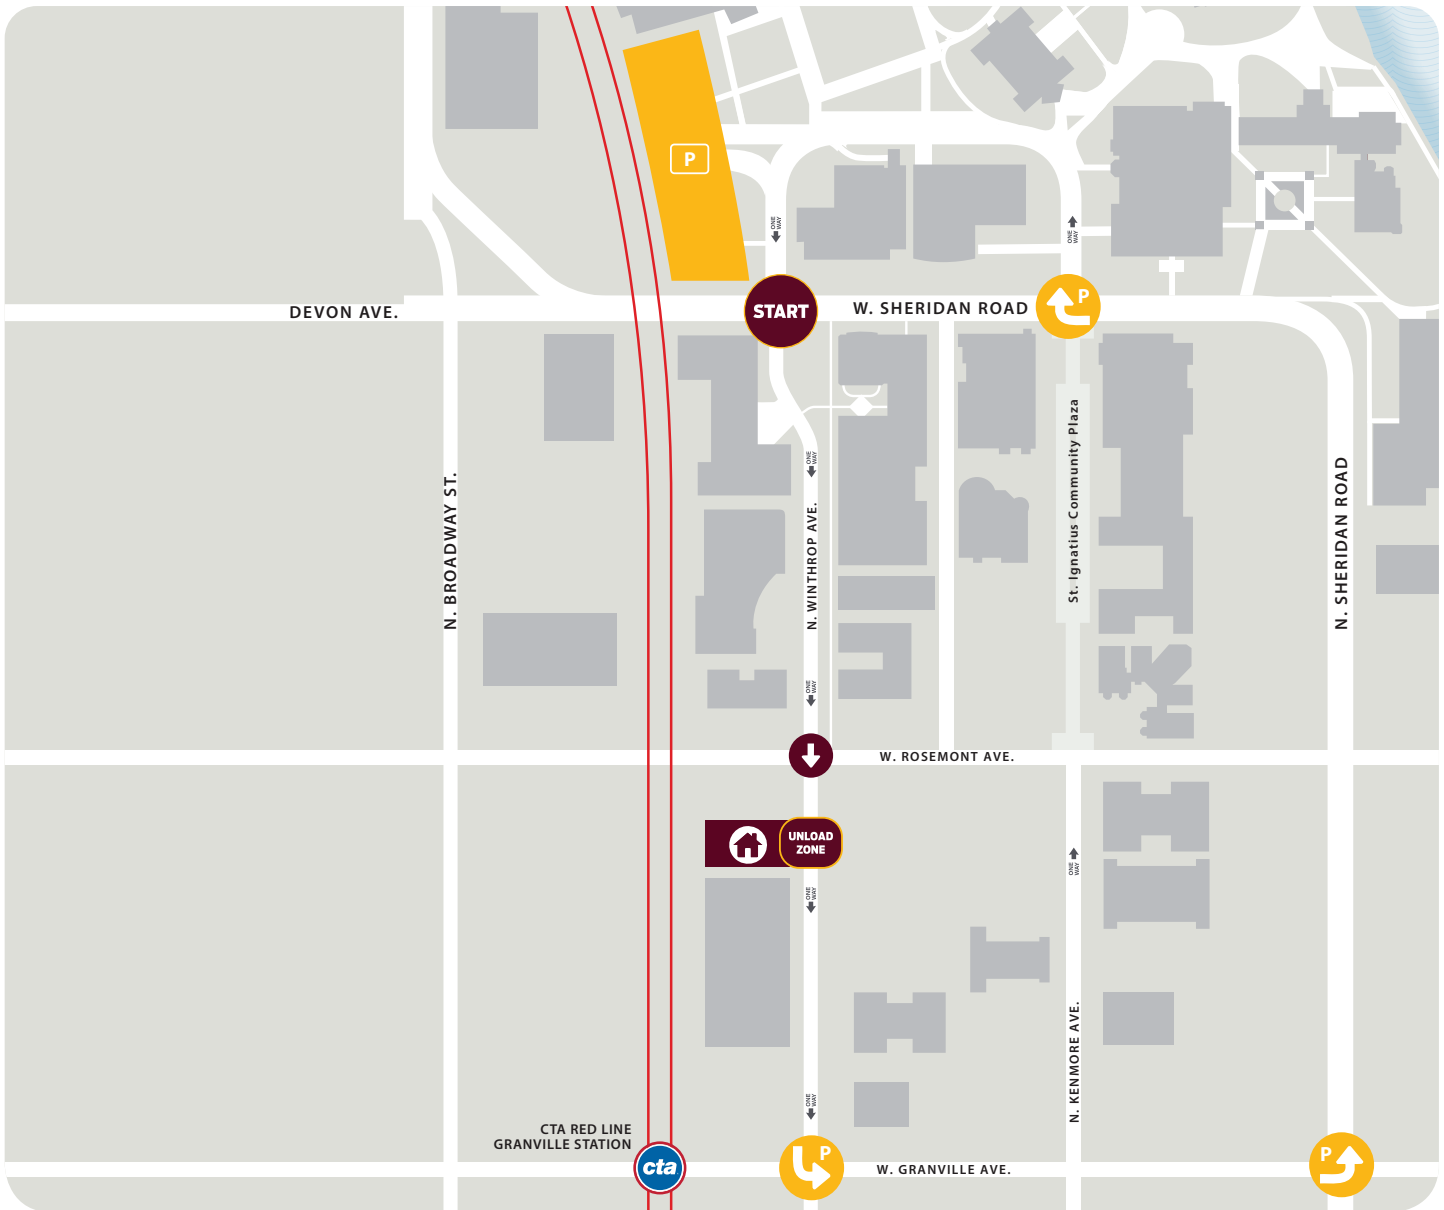 P
ONE
WAY
ONE
WAY
DEVON AVE.
START
W. SHERIDAN ROAD
P
N. BROADWAY ST.
ONE
WAY
N. WINTHROP AVE.
St. Ignatius Community Plaza
N. SHERIDAN ROAD
ONE
WAY
W. ROSEMONT AVE.
UNLOAD
ZONE
ONE
WAY
ONE
WAY
N. KENMORE AVE.
ONE
WAY
CTA RED LINE
GRANVILLE STATION
cta
P
W. GRANVILLE AVE.
P